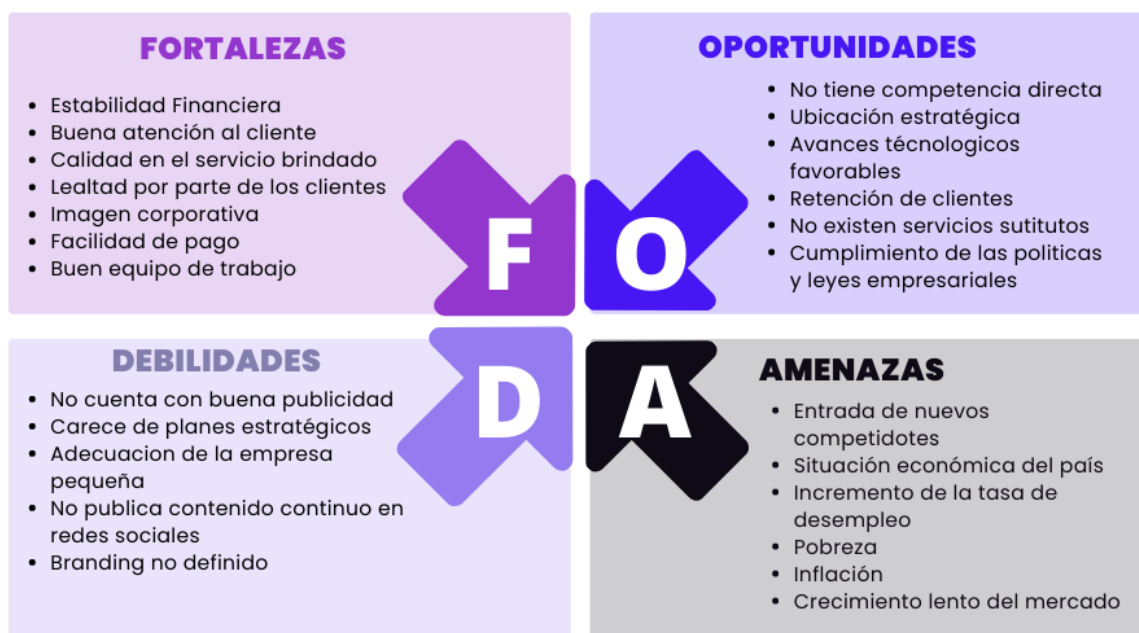 FORTALEZAS
• Estabilidad Financiera
• Buena atención al cliente
• Calidad en el servicio brindado
• Lealtad por parte de los clientes
• Imagen corporativa
• Facilidad de pago
• Buen equipo de trabajo
F
OPORTUNIDADES
• No tiene competencia directa
• Ubicación estratégica
• Avances técnologicos
favorables
• Retención de clientes
• No existen servicios sutitutos
• Cumplimiento de las politicas
y leyes empresariales
O
DEBILIDADES
• No cuenta con buena publicidad
• Carece de planes estratégicos
• Adecuacion de la empresa
pequeña
• No publica contenido continuo en
redes sociales
• Branding no definido
D
AMENAZAS
• Entrada de nuevos
competidotes
• Situación económica del país
• Incremento de la tasa de
desempleo
• Pobreza
• Inflación
• Crecimiento lento del mercado
A